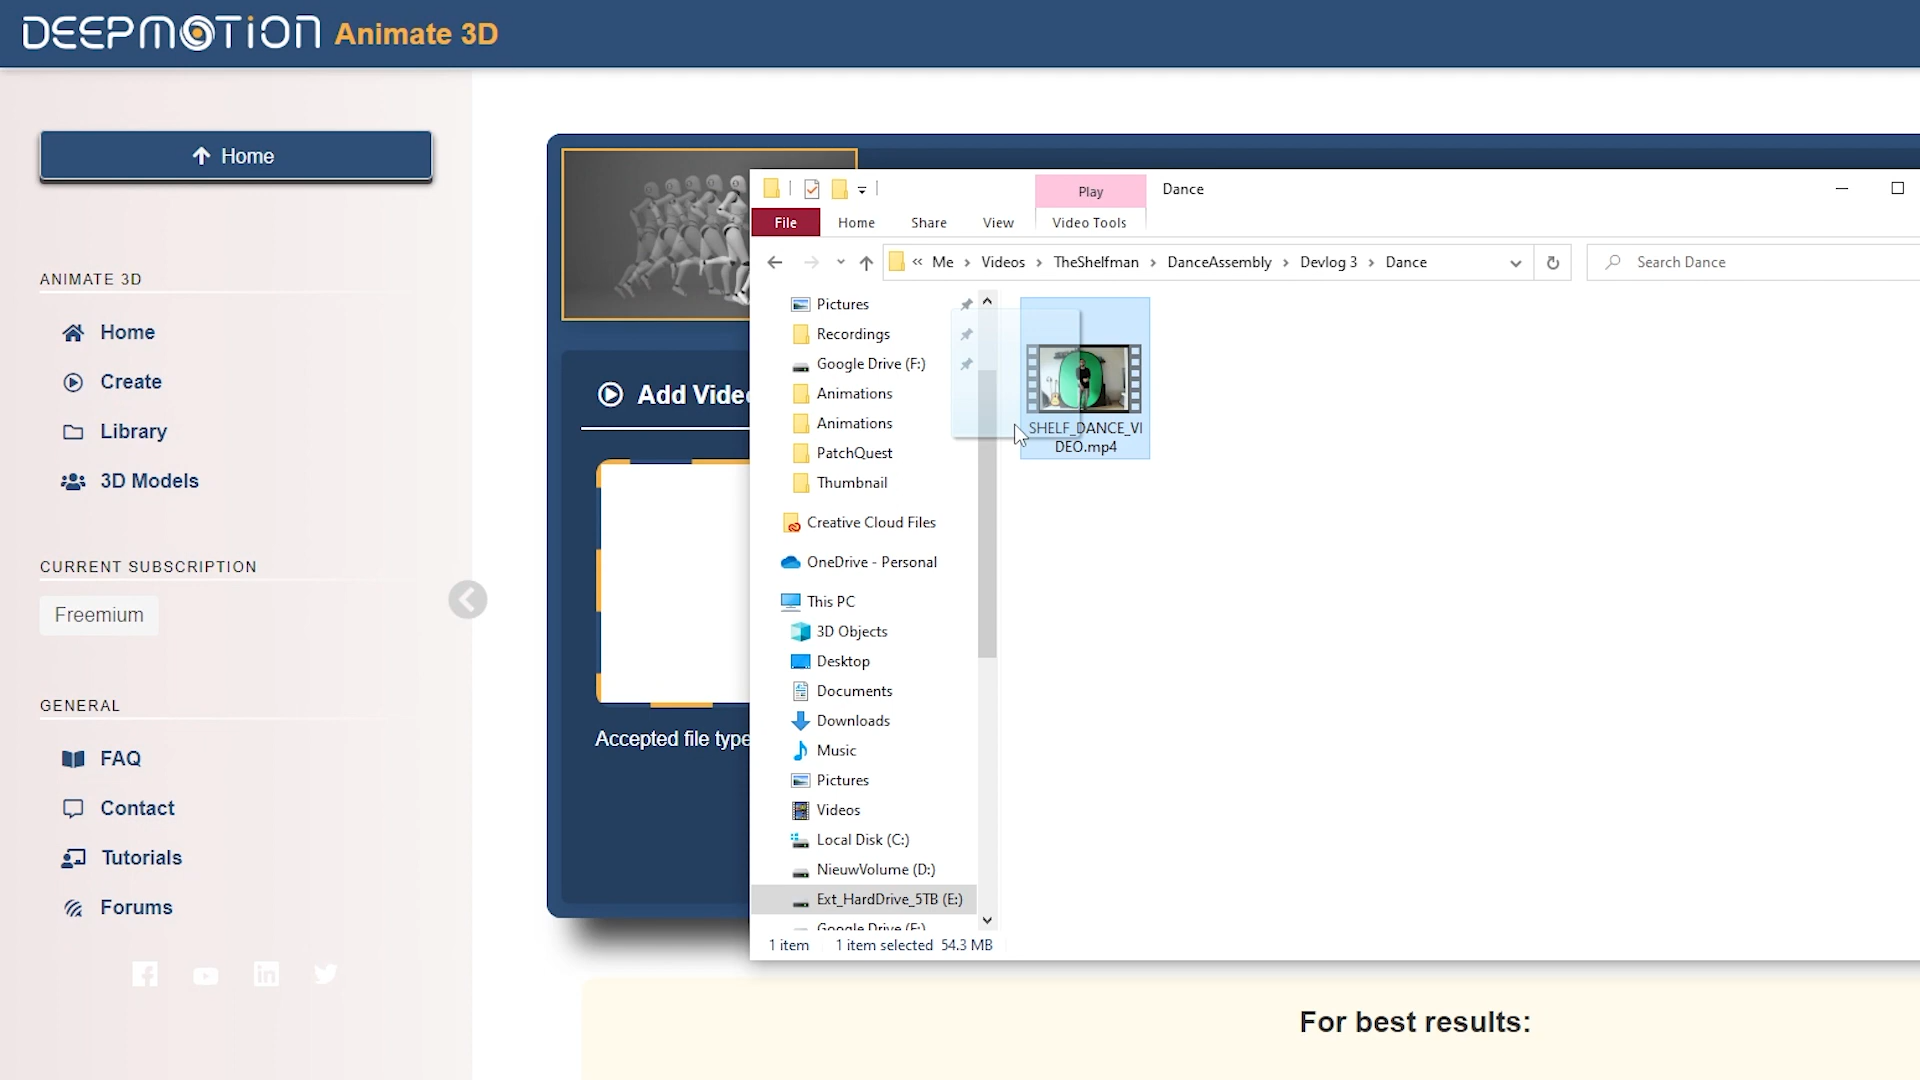 DEEPMOTION Animate 3D
Home
ANIMATE 3D
Home
Create
Library
3D Models
CURRENT SUBSCRIPTION
Freemium
GENERAL
FAQ
Contact
Tutorials
Forums
Add Video
Accepted file type
Play
Dance
File
Home
Share
View
Video Tools
« Me > Videos > TheShelfman > DanceAssembly > Devlog 3 > Dance
Search Dance
Pictures
Recordings
Google Drive (F:)
Animations
Animations
PatchQuest
Thumbnail
Creative Cloud Files
OneDrive - Personal
This PC
3D Objects
Desktop
Documents
Downloads
Music
Pictures
Videos
Local Disk (C:)
NieuwVolume (D:)
Ext_HardDrive_5TB (E:)
Google Drive (F:)
SHELF_DANCE_VI
DEO.mp4
1 item
1 item selected 54.3 MB
For best results: